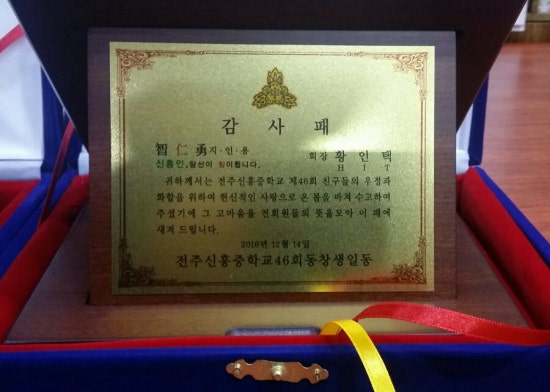 감 사 패
智 仁 勇 지·인·용
신흥인, 당신이 힘이됩니다.
회장 황 언 택
H I T
귀하께서는 전주신흥중학교 제46회 친구들의 우정과
화합을 위하여 헌신적인 사랑으로 온 몸을 바쳐 수고하여
주셨기에 그 고마움을 전회원들의 뜻을모아 이 패에
새겨 드립니다.
2016년 12월 14일
전주신흥중학교46회동창생일동